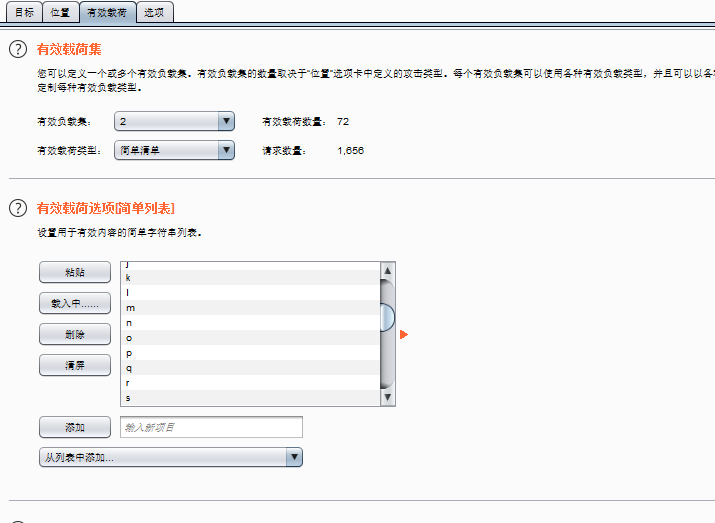 目标 位置 有效载荷 选项
有效载荷集
您可以定义一个或多个有效负载集。有效负载集的数量取决于"位置"选项卡中定义的攻击类型。每个有效负载集可以使用各种有效负载类型，并且可以以各
定制每种有效负载类型。
有效负载集： 2 有效载荷数量： 72
有效载荷类型： 简单清单 请求数量： 1,656
有效载荷选项[简单列表]
设置用于有效内容的简单字符串列表。
粘贴
载入中......
删除
清屏
j
k
l
m
n
o
p
q
r
s
添加 输入新项目
从列表中添加...